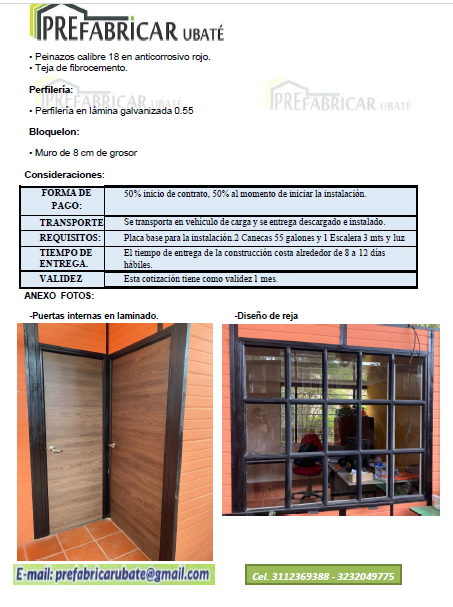 PREFABRICAR UBATÉ
• Peinazos calibre 18 en anticorrosivo rojo.
• Teja de fibrocemento.
Perfilería:
PREFABRICAR UBATÉ
PREFABRICAR UBATÉ
• Perfilería en lámina galvanizada 0.55
Bloquelon:
• Muro de 8 cm de grosor
Consideraciones:
FORMA DE PAGO: 50% inicio de contrato, 50% al momento de iniciar la instalación.
TRANSPORTE Se transporta en vehículo de carga y se entrega descargado e instalado.
REQUISITOS: Placa base para la instalación.2 Canecas 55 galones y 1 Escalera 3 mts y luz
TIEMPO DE ENTREGA. El tiempo de entrega de la construcción costa alrededor de 8 a 12 días
hábiles.
VALIDEZ Esta cotización tiene como validez 1 mes.
ANEXO FOTOS:
-Puertas internas en laminado.
-Diseño de reja
E-mail: prefabricarubate@gmail.com
Cel. 3112369388 - 3232049775